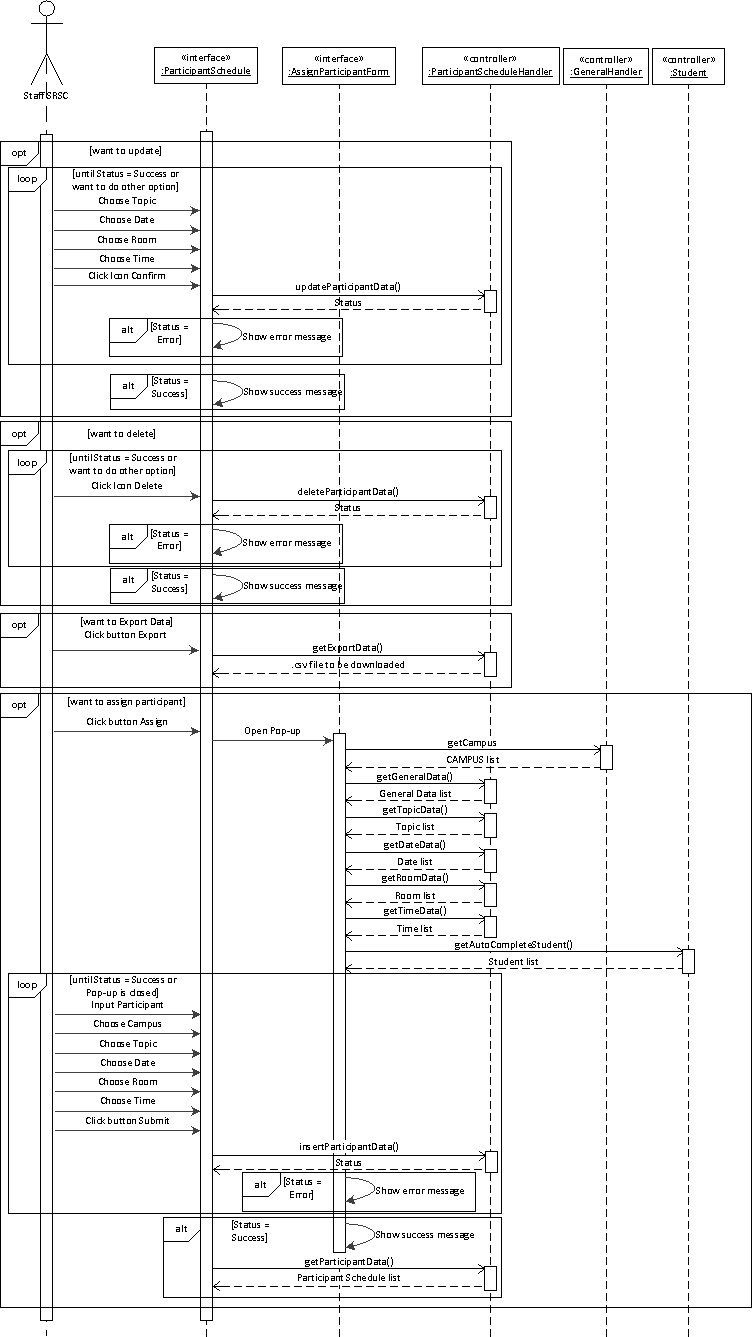 Staff SRSC
«interface»
:ParticipantSchedule
«interface»
:AssignParticipantForm
«controller»
:ParticipantScheduleHandler
«controller»
:GeneralHandler
«controller»
:Student
opt
[want to update]
loop
[until Status = Success or
want to do other option]
Choose Topic
Choose Date
Choose Room
Choose Time
Click Icon Confirm
updateParticipantData()
Status
alt
[Status =
Error]
Show error message
alt
[Status =
Success]
Show success message
opt
[want to delete]
loop
[until Status = Success or
want to do other option]
Click Icon Delete
deleteParticipantData()
Status
alt
[Status =
Error]
Show error message
alt
[Status =
Success]
Show success message
opt
[want to Export Data]
Click button Export
getExportData()
.csv file to be downloaded
opt
[want to assign participant]
Click button Assign
Open Pop-up
getCampus
CAMPUS list
getGeneralData()
General Data list
getTopicData()
Topic list
getDateData()
Date list
getRoomData()
Room list
getTimeData()
Time list
getAutoCompleteStudent()
Student list
loop
[until Status = Success or
Pop-up is closed]
Input Participant
Choose Campus
Choose Topic
Choose Date
Choose Room
Choose Time
Click button Submit
insertParticipantData()
Status
alt
[Status =
Error]
Show error message
alt
[Status =
Success]
Show success message
getParticipantData()
Participant Schedule list